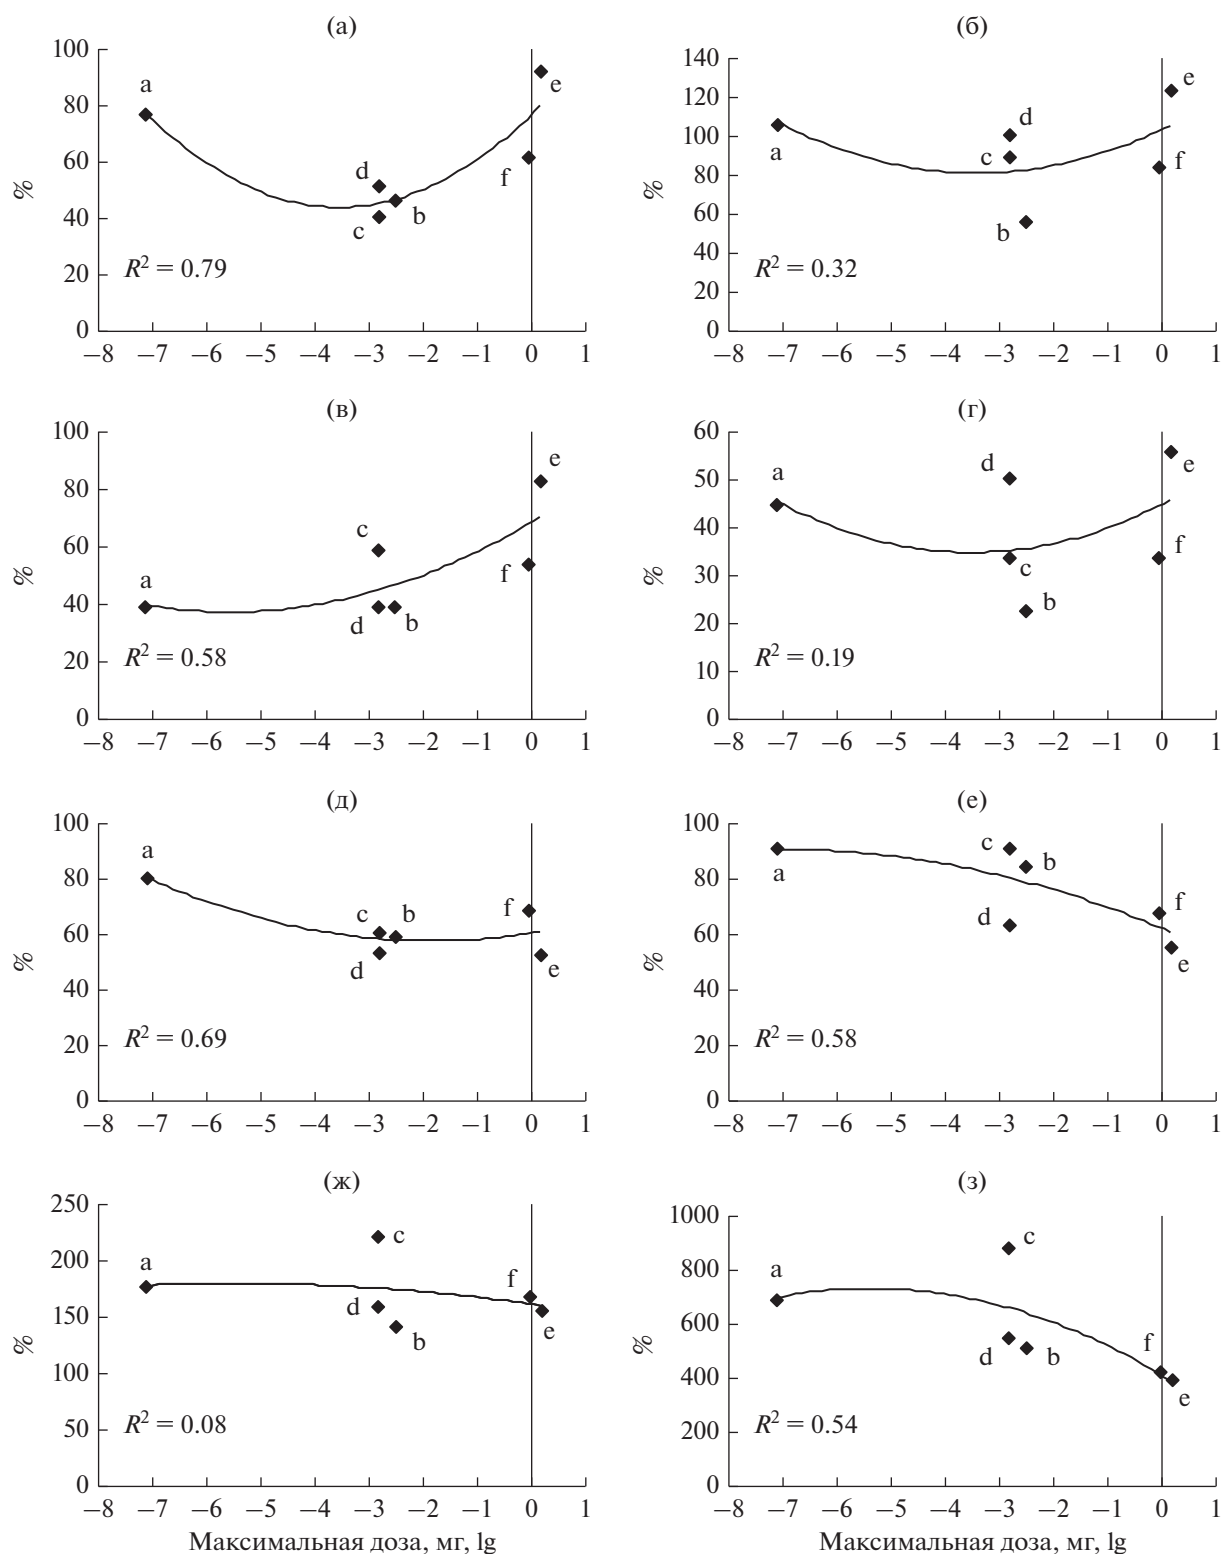 (а)
100
80
60
40
20
0
%
a
d
c
b
f
e
R² = 0.79
−8 −7 −6 −5 −4 −3 −2 −1 0 1
(б)
140
120
100
80
60
40
20
0
%
a
d
c
b
e
f
R² = 0.32
−8 −7 −6 −5 −4 −3 −2 −1 0 1
(в)
100
80
60
40
20
0
%
a
c
d
b
e
f
R² = 0.58
−8 −7 −6 −5 −4 −3 −2 −1 0 1
(г)
60
50
40
30
20
10
0
%
a
d
c
b
e
f
R² = 0.19
−8 −7 −6 −5 −4 −3 −2 −1 0 1
(д)
100
80
60
40
20
0
%
a
c b
d
f
e
R² = 0.69
−8 −7 −6 −5 −4 −3 −2 −1 0 1
(е)
100
80
60
40
20
0
%
a
c
b
d
f
e
R² = 0.58
−8 −7 −6 −5 −4 −3 −2 −1 0 1
(ж)
250
200
150
100
50
0
%
a
c
d
b
f
e
R² = 0.08
−8 −7 −6 −5 −4 −3 −2 −1 0 1
Максимальная доза, мг, lg
(з)
1000
800
600
400
200
0
%
a
c
d
b
f
e
R² = 0.54
−8 −7 −6 −5 −4 −3 −2 −1 0 1
Максимальная доза, мг, lg